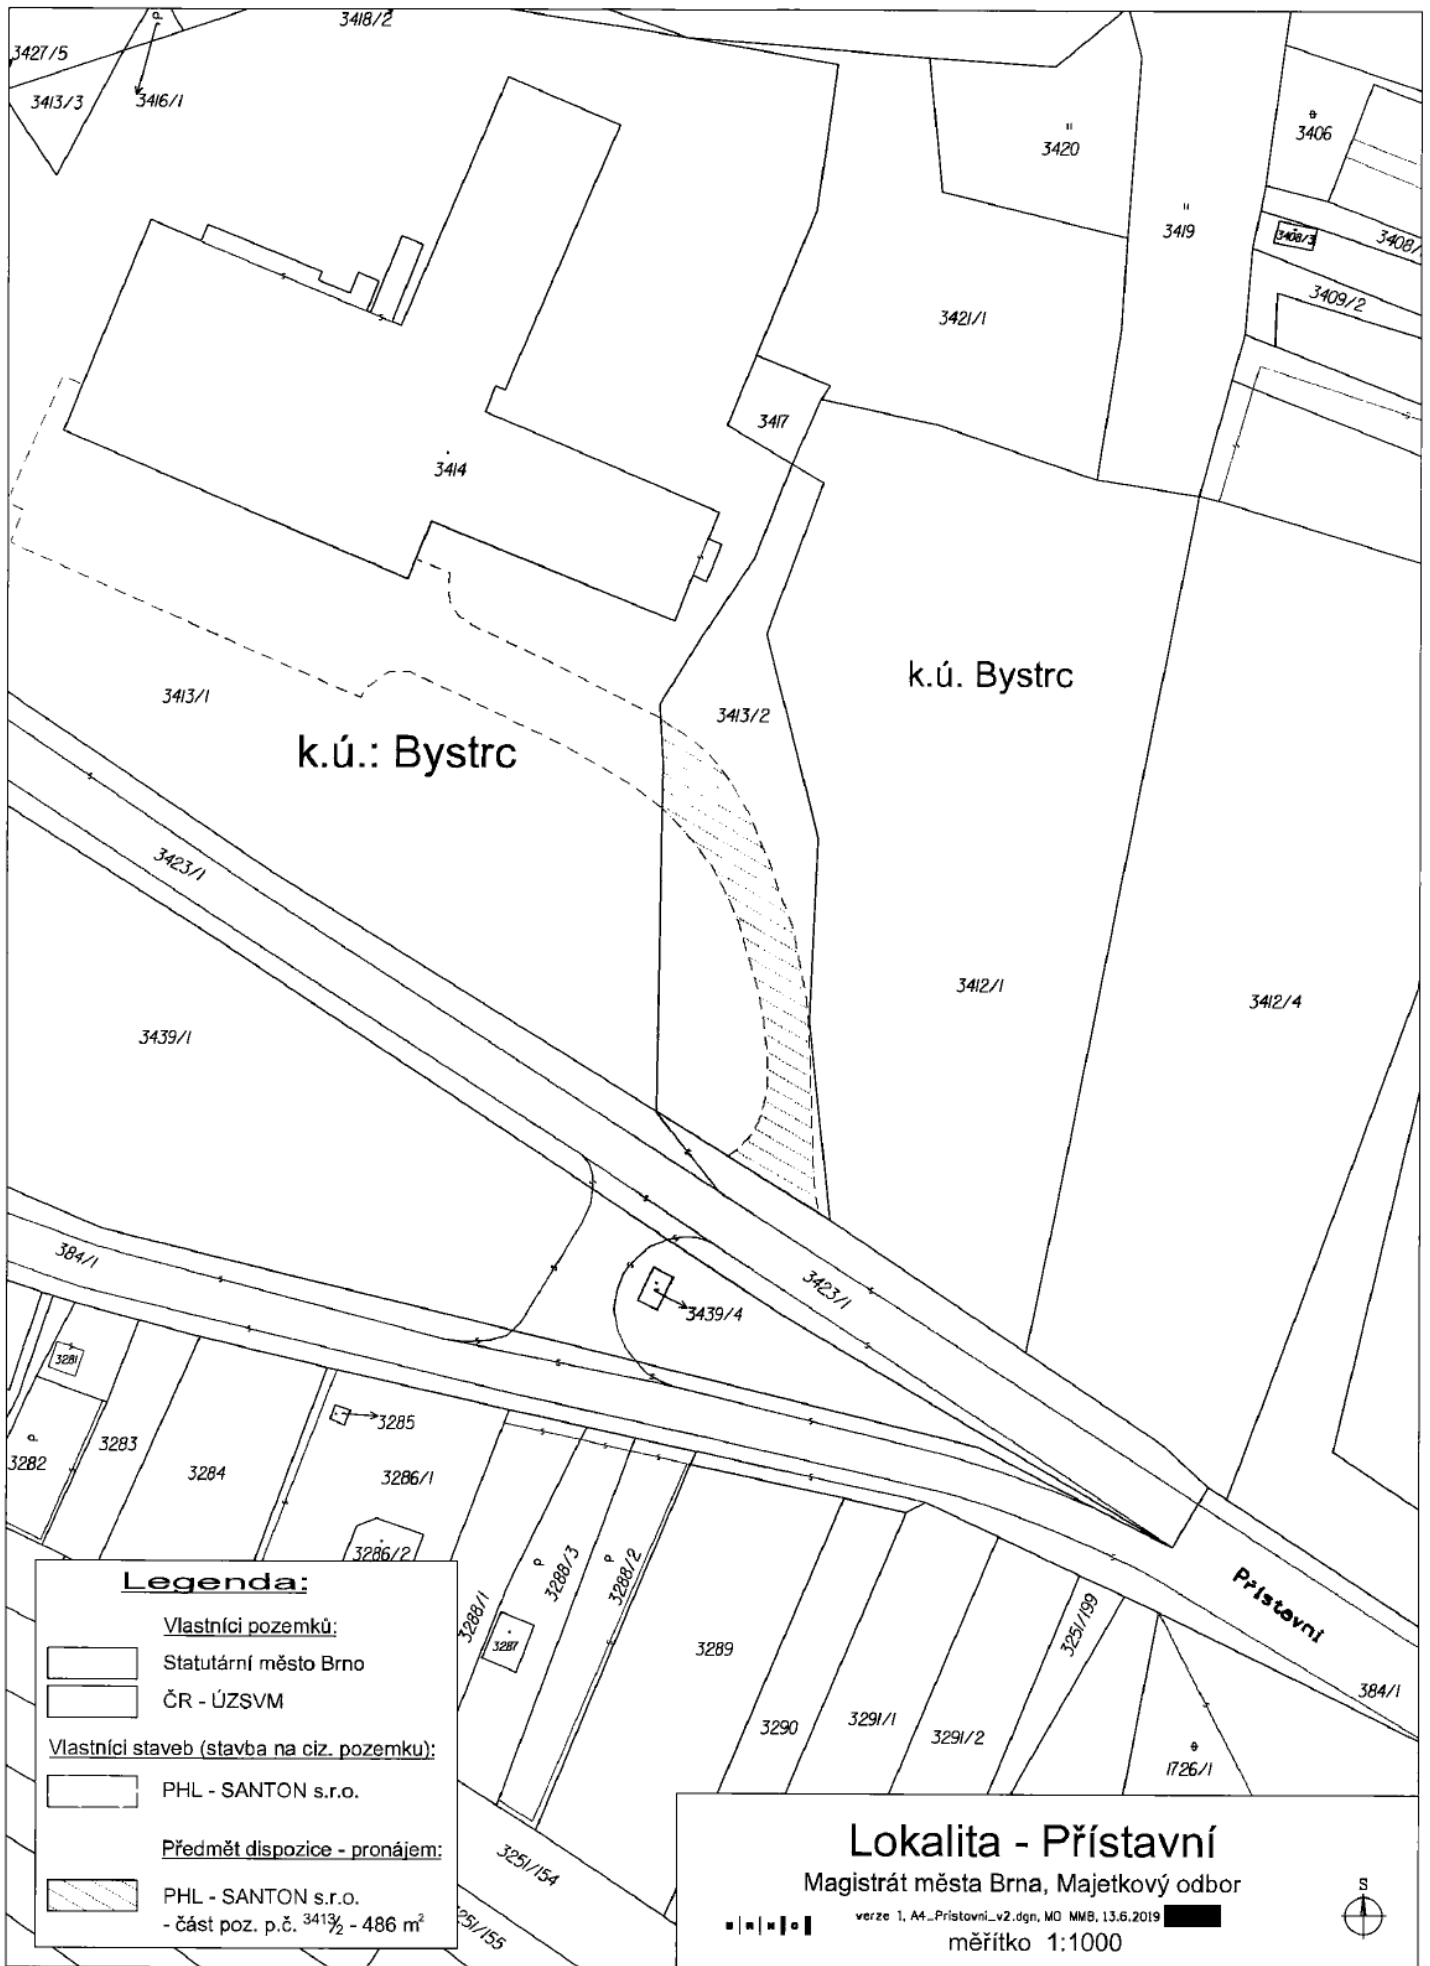 3418/2
3427/5
3413/3
3416/1
3420
3406
3419
3408/3
3409/2
3421/1
3417
3414
k.ú. Bystrc
3413/1
3413/2
k.ú.: Bystrc
3423/1
3412/1
3412/4
3439/1
384/1
3423/1
3439/4
3281
3285
3283
3282
3284
3286/1
3286/2
3288/3
3288/2
3288/1
3287
3289
3251/199
Přístavní
384/1
3290
3291/1
3291/2
1726/1
3251/154
251/155
Legenda:
Vlastníci pozemků:
Statutární město Brno
ČR - ÚZSVM
Vlastníci staveb (stavba na ciz. pozemku):
PHL - SANTON s.r.o.
Předmět dispozice - pronájem:
PHL - SANTON s.r.o.
- část poz. p.č. 3413/2 - 486 m²
Lokalita - Přístavní
Magistrát města Brna, Majetkový odbor
verze 1, A4_Pristavni_v2.dgn, MO MMB, 13.6.2019
měřítko 1:1000
S